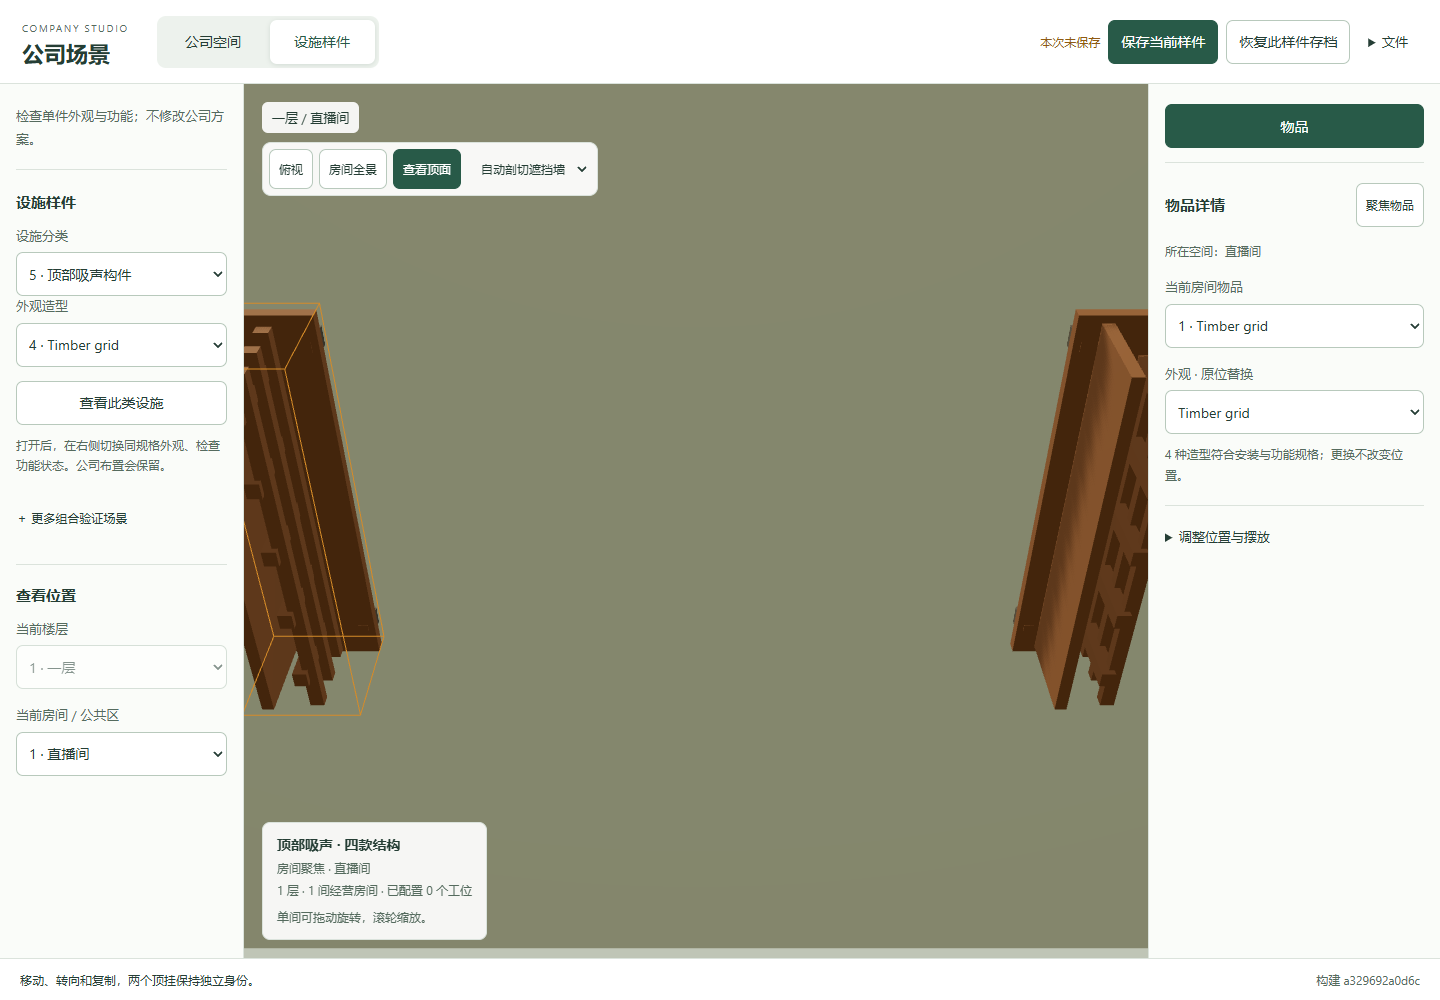 COMPANY STUDIO
公司场景
公司空间
设施样件
本次未保存
保存当前样件
恢复此样件存档
▶ 文件
检查单件外观与功能；不修改公司方
案。
设施样件
设施分类
5 · 顶部吸声构件
外观造型
4 · Timber grid
查看此类设施
打开后，在右侧切换同规格外观、检查
功能状态。公司布置会保留。
+ 更多组合验证场景
查看位置
当前楼层
1 · 一层
当前房间 / 公共区
1 · 直播间
一层 / 直播间
俯视
房间全景
查看顶面
自动剖切遮挡墙
顶部吸声 · 四款结构
房间聚焦 · 直播间
1 层 · 1 间经营房间 · 已配置 0 个工位
单间可拖动旋转，滚轮缩放。
物品
物品详情
聚焦物品
所在空间：直播间
当前房间物品
1 · Timber grid
外观 · 原位替换
Timber grid
4 种造型符合安装与功能规格；更换不改变位
置。
▶ 调整位置与摆放
移动、转向和复制，两个顶挂保持独立身份。
构建 a329692a0d6c